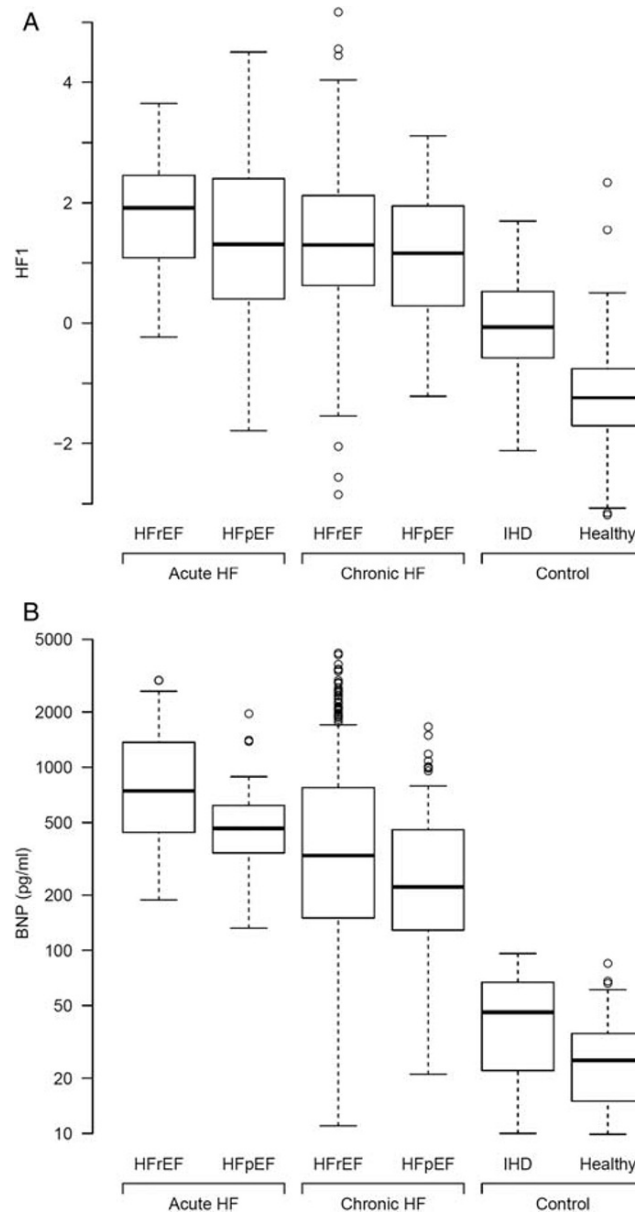 A
4
2
0
−2
HF1
HFrEF HFpEF HFrEF HFpEF IHD Healthy
Acute HF Chronic HF Control
B
5000
2000
1000
500
200
100
50
20
10
BNP (pg/ml)
HFrEF HFpEF HFrEF HFpEF IHD Healthy
Acute HF Chronic HF Control